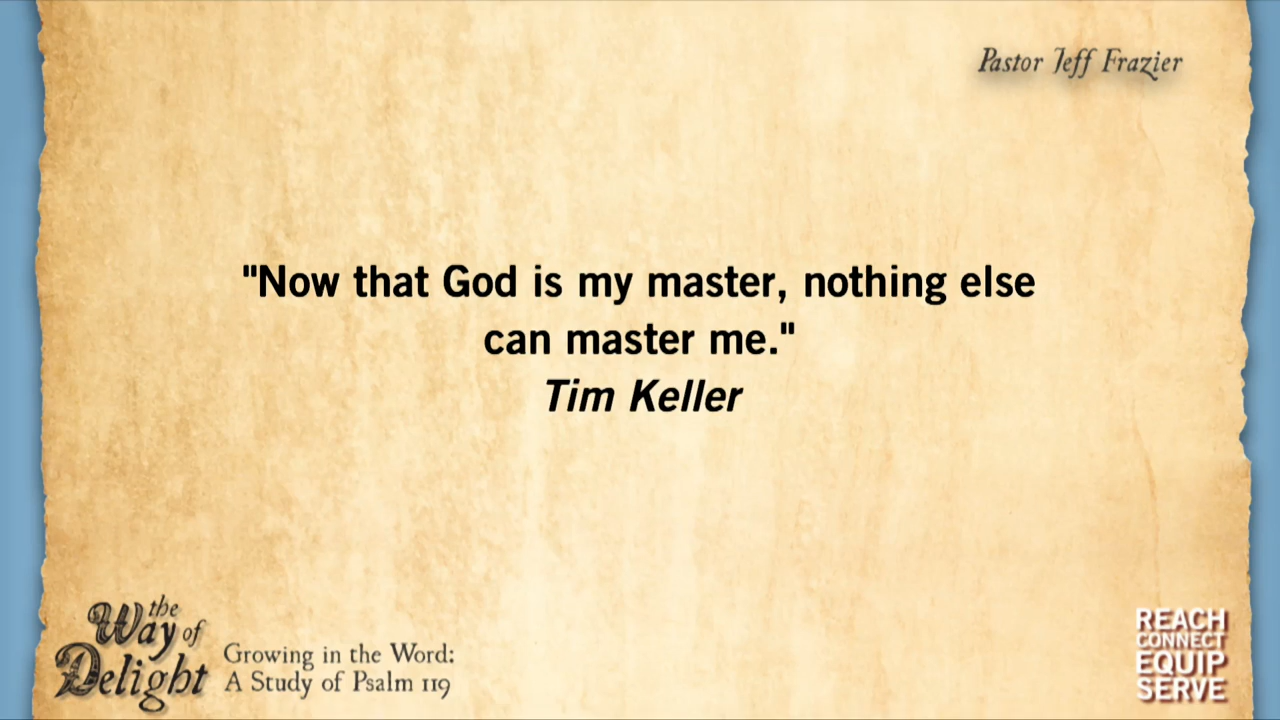 Pastor Jeff Frazier
"Now that God is my master, nothing else
can master me."
Tim Keller
the
Way of
Delight
Growing in the Word:
A Study of Psalm 119
REACH
CONNECT
EQUIP
SERVE